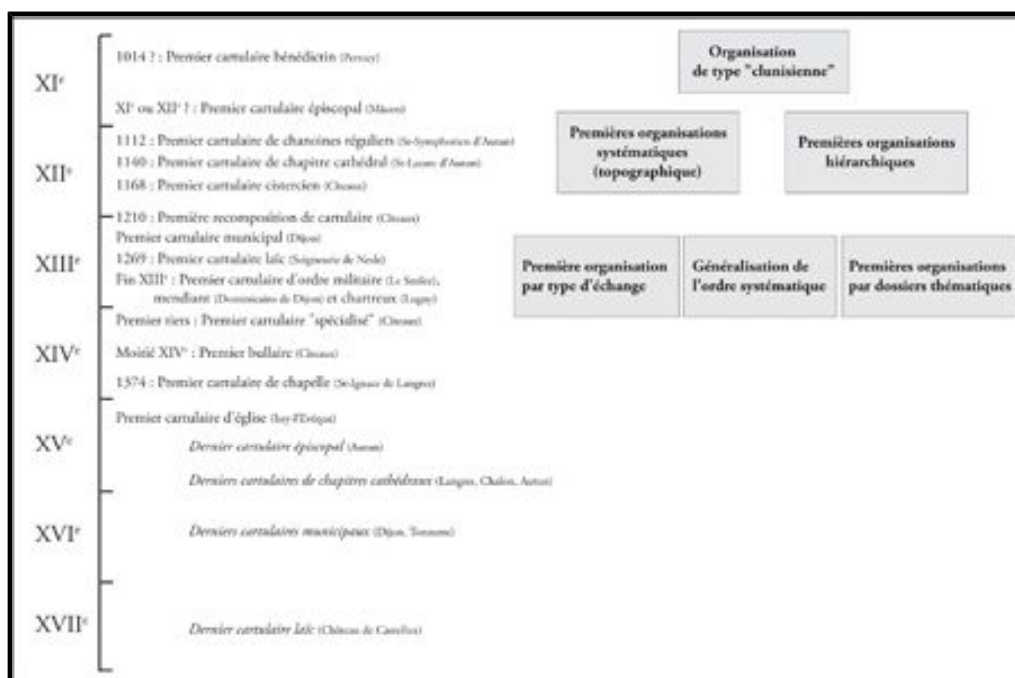 XIᵉ
1014 ? : Premier cartulaire bénédictin (Perrecy)
XIᵉ ou XIIᵉ ? : Premier cartulaire épiscopal (Mâcon)
Organisation
de type "clunisienne"
XIIᵉ
1112 : Premier cartulaire de chanoines réguliers (St-Symphorien d'Autun)
1140 : Premier cartulaire de chapitre cathédral (St-Lazare d'Autun)
1168 : Premier cartulaire cistercien (Cîteaux)
Premières organisations
systématiques
(topographique)
Premières organisations
hiérarchiques
XIIIᵉ
1210 : Première recomposition de cartulaire (Cîteaux)
Premier cartulaire municipal (Dijon)
1269 : Premier cartulaire laïc (Seigneurie de Nesle)
Fin XIIIᵉ : Premier cartulaire d'ordre militaire (Le Saulce),
mendiant (Dominicains de Dijon) et chartreux (Lugny)
Première organisation
par type d'échange
Généralisation de
l'ordre systématique
Premières organisations
par dossiers thématiques
XIVᵉ
Premier tiers : Premier cartulaire "spécialisé" (Cîteaux)
Moitié XIVᵉ : Premier bullaire (Cîteaux)
1374 : Premier cartulaire de chapelle (St-Ignace de Langres)
XVᵉ
Premier cartulaire d'église (Issy-l'Evêque)
Dernier cartulaire épiscopal (Autun)
Derniers cartulaires de chapitres cathédraux (Langres, Chalon, Autun)
XVIᵉ
Derniers cartulaires municipaux (Dijon, Tonnerre)
XVIIᵉ
Dernier cartulaire laïc (Château de)